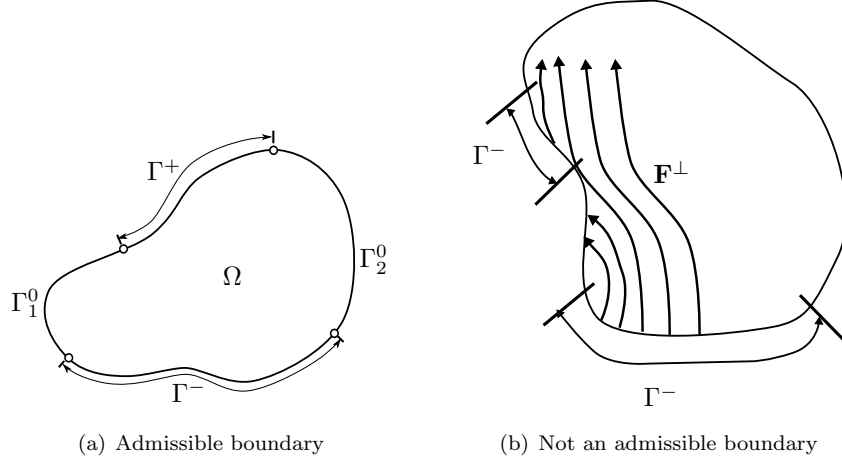 Γ⁺
Γ⁰₁
Ω
Γ⁰₂
Γ⁻
(a) Admissible boundary
Γ⁻
F^⊥
Γ⁻
(b) Not an admissible boundary